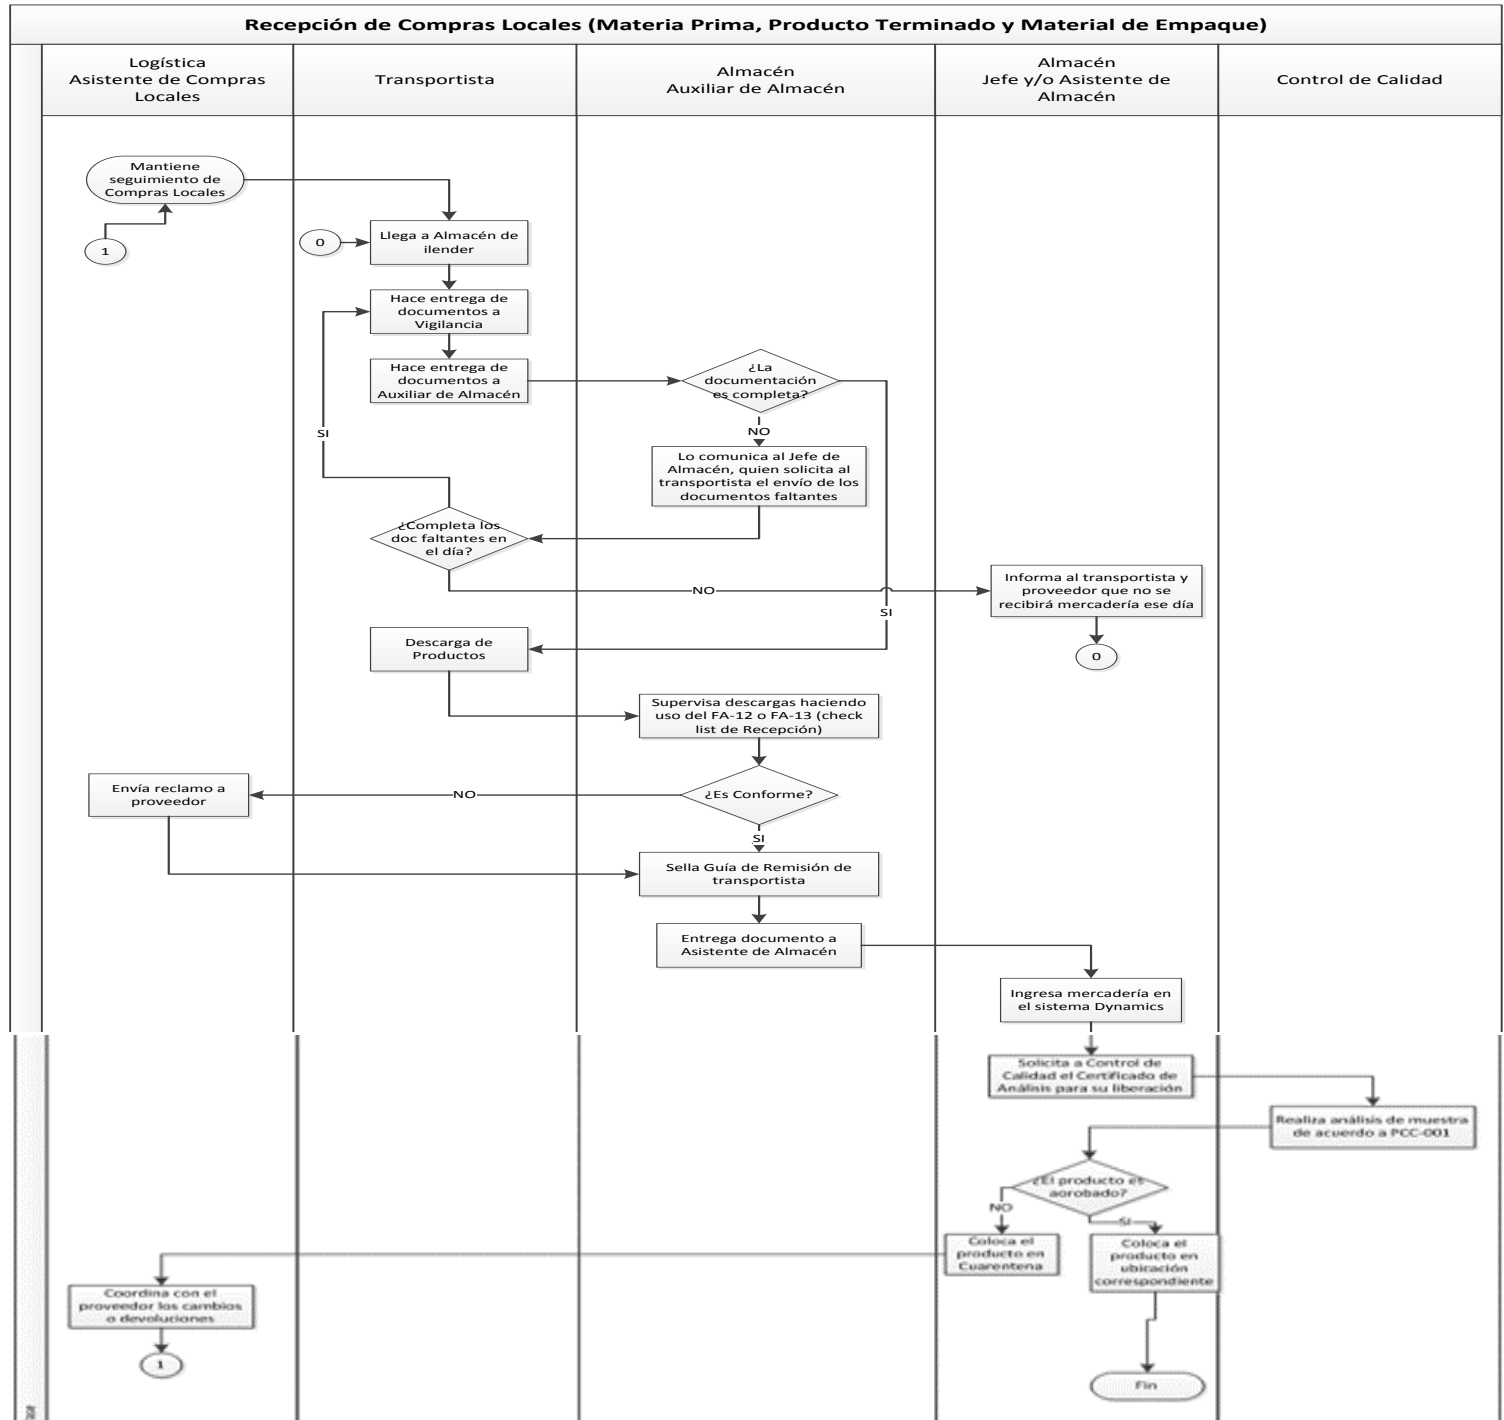 Recepción de Compras Locales (Materia Prima, Producto Terminado y Material de Empaque)
Logística
Asistente de Compras
Locales
Transportista
Almacén
Auxiliar de Almacén
Almacén
Jefe y/o Asistente de
Almacén
Control de Calidad
Mantiene
seguimiento de
Compras Locales
1
0
Llega a Almacén de
ilender
Hace entrega de
documentos a
Vigilancia
Hace entrega de
documentos a
Auxiliar de Almacén
¿La
documentación
es completa?
SI
NO
Lo comunica al Jefe de
Almacén, quien solicita al
transportista el envío de los
documentos faltantes
¿Completa los
doc faltantes en
el día?
NO
Informa al transportista y
proveedor que no se
recibirá mercadería ese día
SI
0
Descarga de
Productos
Supervisa descargas haciendo
uso del FA-12 o FA-13 (check
list de Recepción)
Envía reclamo a
proveedor
NO
¿Es Conforme?
SI
Sella Guía de Remisión de
transportista
Entrega documento a
Asistente de Almacén
Ingresa mercadería en
el sistema Dynamics
Solicita a Control de
Calidad el Certificado de
Análisis para su liberación
Realiza análisis de muestra
de acuerdo a PCC-001
¿El producto es
aprobado?
NO
SI
Coloca el
producto en
Cuarentena
Coloca el
producto en
ubicación
correspondiente
Coordina con el
proveedor los cambios
o devoluciones
1
Fin